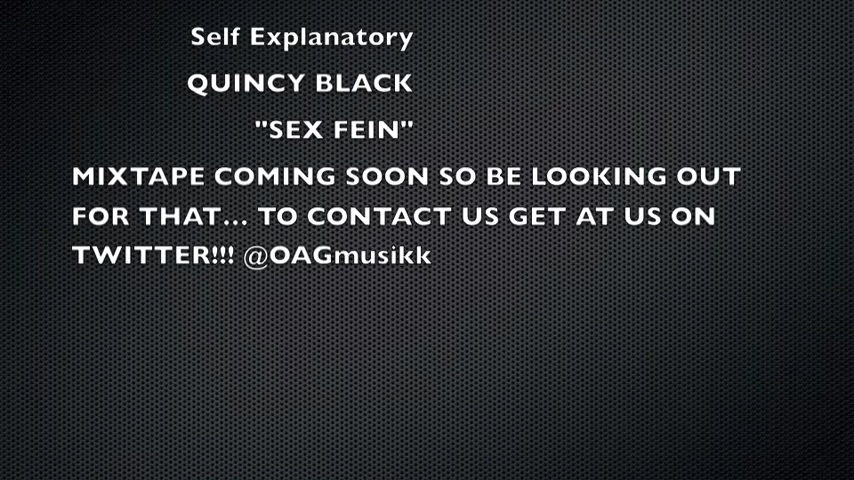 Self Explanatory
QUINCY BLACK
"SEX FEIN"
MIXTAPE COMING SOON SO BE LOOKING OUT
FOR THAT... TO CONTACT US GET AT US ON
TWITTER!!! @OAGmusikk